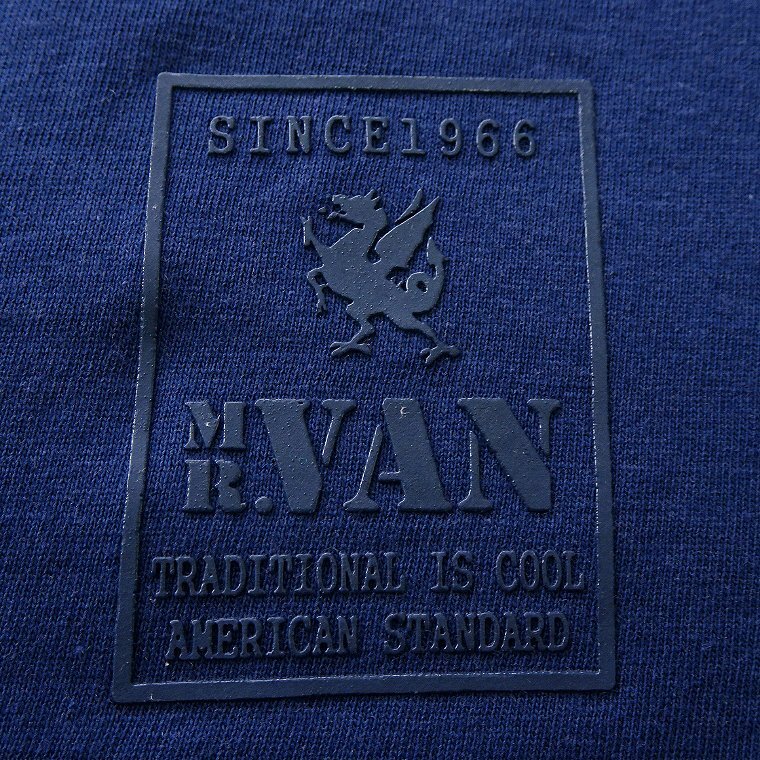 SINCE1966
MR.VAN
TRADITIONAL IS COOL
AMERICAN STANDARD